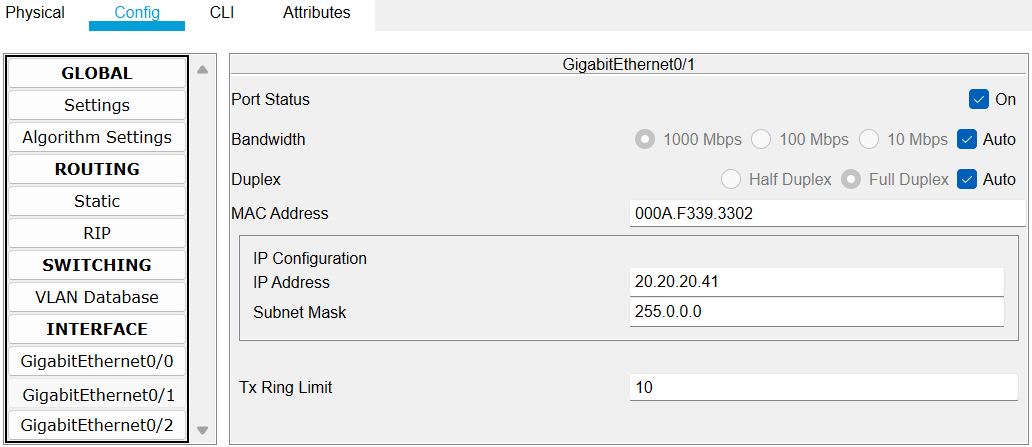 Physical Config CLI Attributes
GLOBAL
Settings
Algorithm Settings
ROUTING
Static
RIP
SWITCHING
VLAN Database
INTERFACE
GigabitEthernet0/0
GigabitEthernet0/1
GigabitEthernet0/2
GigabitEthernet0/1
Port Status On
Bandwidth 1000 Mbps 100 Mbps 10 Mbps Auto
Duplex Half Duplex Full Duplex Auto
MAC Address 000A.F339.3302
IP Configuration
IP Address 20.20.20.41
Subnet Mask 255.0.0.0
Tx Ring Limit 10